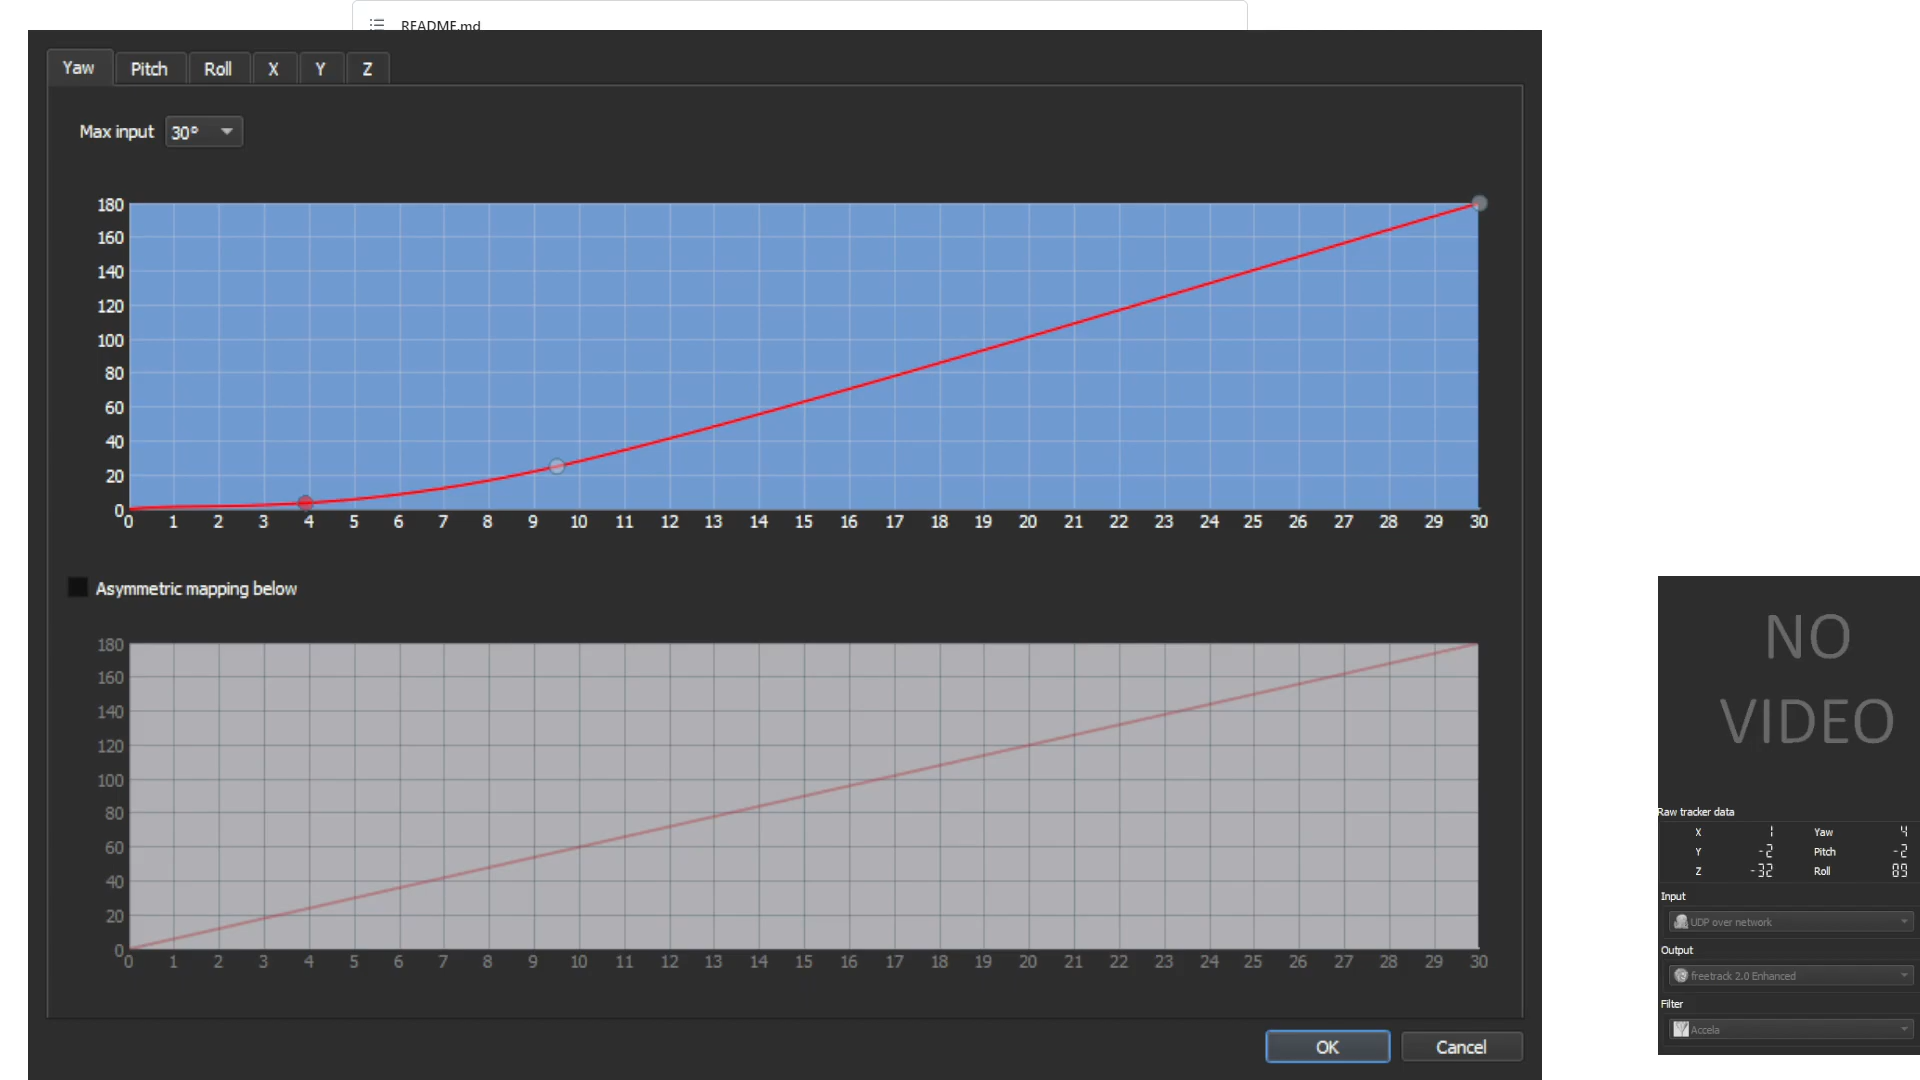 README.md
Yaw Pitch Roll X Y Z
Max input 30º
180
160
140
120
100
80
60
40
20
0
0 1 2 3 4 5 6 7 8 9 10 11 12 13 14 15 16 17 18 19 20 21 22 23 24 25 26 27 28 29 30
Asymmetric mapping below
180
160
140
120
100
80
60
40
20
0
0 1 2 3 4 5 6 7 8 9 10 11 12 13 14 15 16 17 18 19 20 21 22 23 24 25 26 27 28 29 30
OK Cancel
NO
VIDEO
Raw tracker data
X 1 Yaw 4
Y -2 Pitch -2
Z -32 Roll 89
Input
UDP over network
Output
freetrack 2.0 Enhanced
Filter
Accela